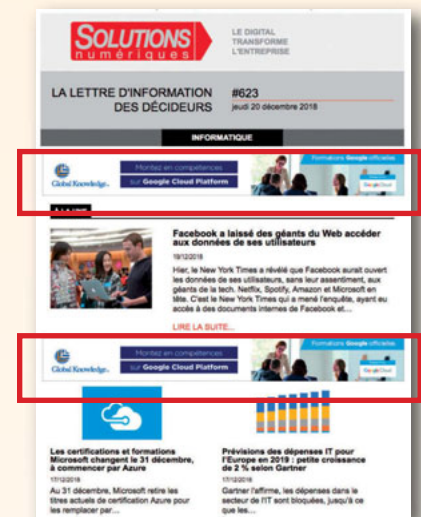 SOLUTIONS
numériques
LE DIGITAL
TRANSFORME
L'ENTREPRISE
LA LETTRE D'INFORMATION
DES DÉCIDEURS
#623
jeudi 20 décembre 2018
INFORMATIQUE
Global Knowledge.
Montez en compétences
sur Google Cloud Platform
Formations Google officielles
Google Cloud
À LA UNE
Facebook a laissé des géants du Web accéder
aux données de ses utilisateurs
19/12/2018
Hier, le New York Times a révélé que Facebook aurait ouvert
les données de ses utilisateurs, sans leur assentiment, aux
géants de la tech. Netflix, Spotify, Amazon et Microsoft en
tête. C'est le New York Times qui a mené l'enquête, ayant eu
accès à des documents internes de Facebook et....
LIRE LA SUITE...
Global Knowledge.
Montez en compétences
sur Google Cloud Platform
Formations Google officielles
Google Cloud
Les certifications et formations
Microsoft changent le 31 décembre,
à commencer par Azure
17/12/2018
Au 31 décembre, Microsoft retire les
titres actuels de certification Azure pour
les remplacer par...
Prévisions des dépenses IT pour
l'Europe en 2019 : petite croissance
de 2 % selon Gartner
17/12/2018
Gartner l'affirme, les dépenses dans le
secteur de l'IT sont bloquées, jusqu'à ce
que les...